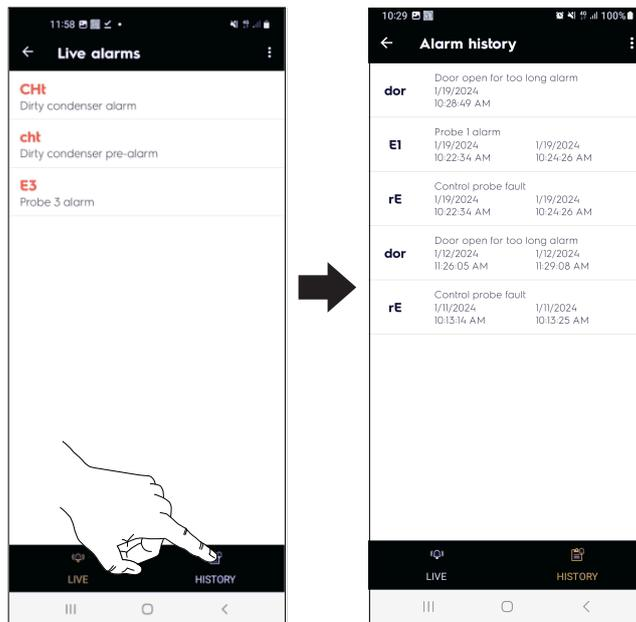 11:58
Live alarms
CHt
Dirty condenser alarm
cht
Dirty condenser pre-alarm
E3
Probe 3 alarm
LIVE
HISTORY
10:29
100%
Alarm history
dor
Door open for too long alarm
1/19/2024
10:28:49 AM
E1
Probe 1 alarm
1/19/2024 1/19/2024
10:22:34 AM 10:24:26 AM
rE
Control probe fault
1/19/2024 1/19/2024
10:22:34 AM 10:24:26 AM
dor
Door open for too long alarm
1/12/2024 1/12/2024
11:26:05 AM 11:29:08 AM
rE
Control probe fault
1/11/2024 1/11/2024
10:13:14 AM 10:13:25 AM
LIVE
HISTORY